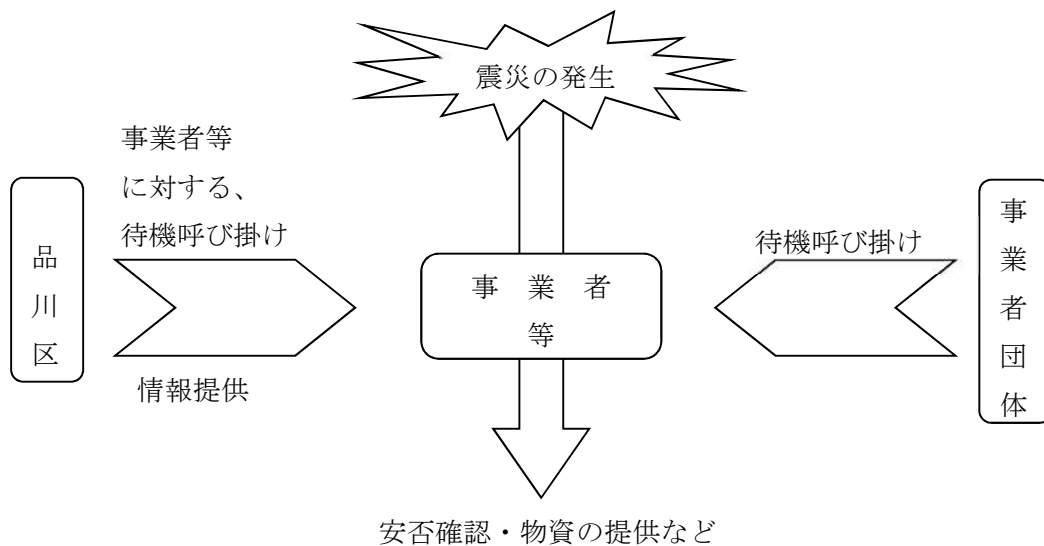 震災の発生
事業者等
に対する、
待機呼び掛け
品川区
情報提供
事業者
等
待機呼び掛け
事業者団体
安否確認・物資の提供など